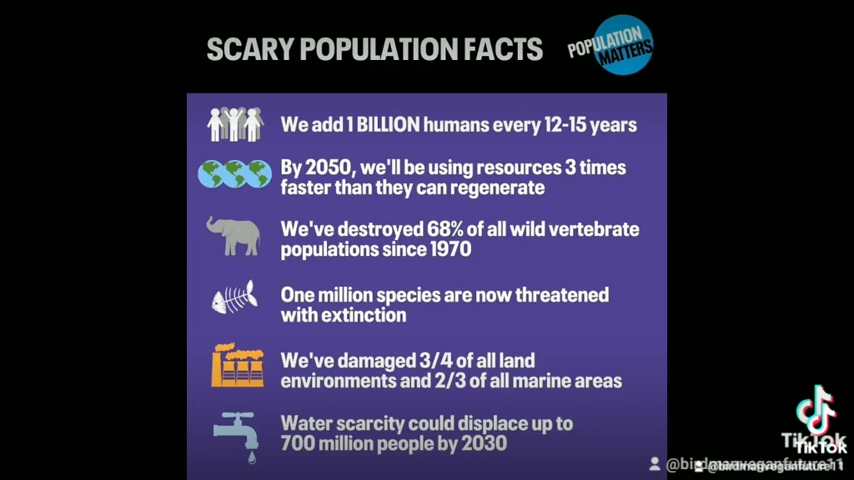 SCARY POPULATION FACTS
POPULATION
MATTERS
We add 1 BILLION humans every 12-15 years
By 2050, we'll be using resources 3 times
faster than they can regenerate
We've destroyed 68% of all wild vertebrate
populations since 1970
One million species are now threatened
with extinction
We've damaged 3/4 of all land
environments and 2/3 of all marine areas
Water scarcity could displace up to
700 million people by 2030
TikTok
TikTok
@birdmanveganfuture11
@birdmanveganfuture11